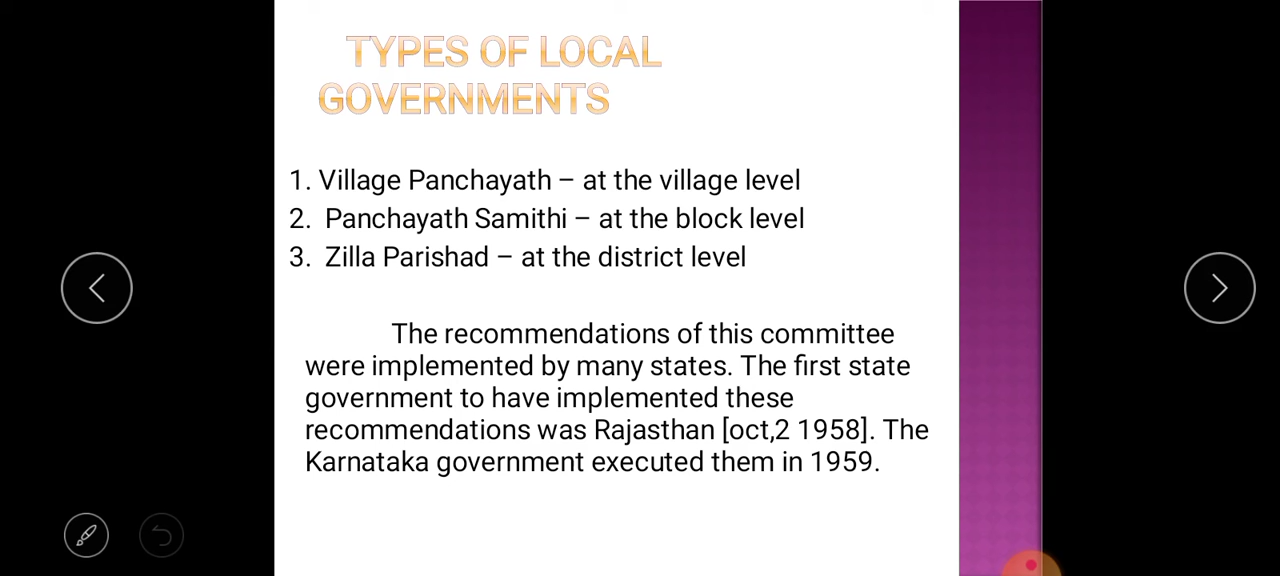 TYPES OF LOCAL
GOVERNMENTS
1. Village Panchayath – at the village level
2. Panchayath Samithi – at the block level
3. Zilla Parishad – at the district level
The recommendations of this committee
were implemented by many states. The first state
government to have implemented these
recommendations was Rajasthan [oct,2 1958]. The
Karnataka government executed them in 1959.